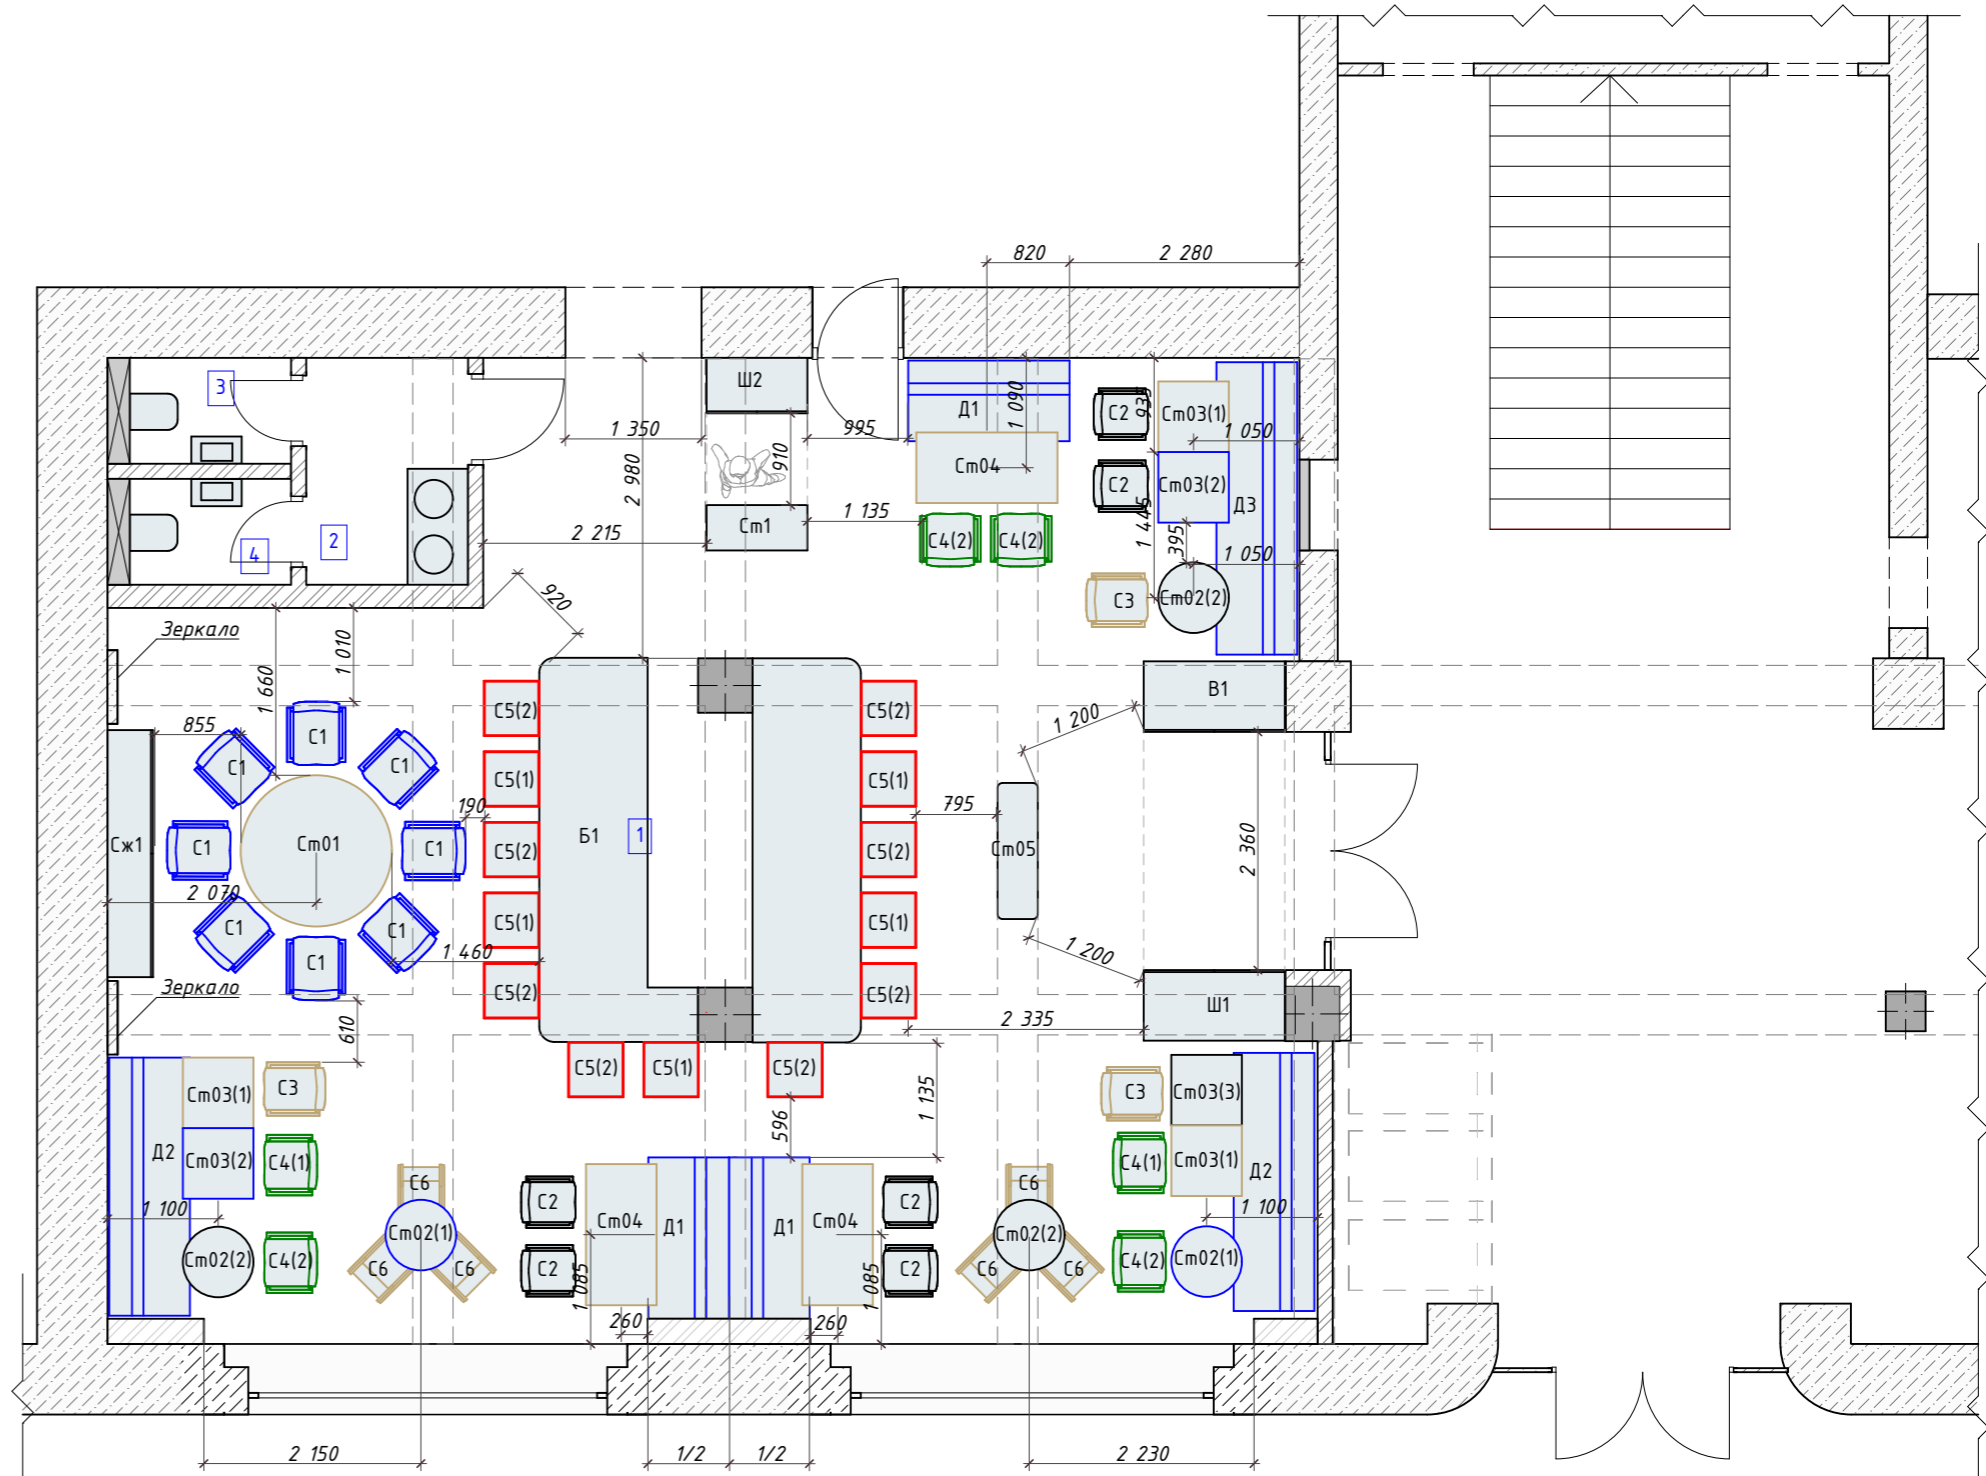 820
2 280
3
Ш2
Д1
1 090
С2
935
Ст03(1)
1 350
995
1 050
2 980
910
Ст04
С2
Ст03(2)
Д3
4
2
2 215
Ст1
1 135
С4(2)
С4(2)
1 445
395
1 050
920
С3
Ст02(2)
Зеркало
1 010
1 660
В1
855
С1
С5(2)
С5(2)
1 200
С1
С1
С5(1)
С5(1)
190
795
Сж1
С1
Ст01
С1
С5(2)
Б1
1
С5(2)
Ст05
2 360
2 070
С1
С1
С5(1)
С5(1)
1 460
1 200
С1
Зеркало
С5(2)
С5(2)
Ш1
610
2 335
С5(2)
С5(1)
С5(2)
Ст03(1)
С3
1 135
С3
Ст03(3)
596
Д2
Ст03(2)
С4(1)
С4(1)
Ст03(1)
Д2
С6
С6
1 100
С2
Ст04
Д1
Д1
Ст04
С2
1 100
Ст02(1)
Ст02(2)
Ст02(2)
С4(2)
С6
С6
С2
1 085
1 085
С2
С6
С6
С4(2)
Ст02(1)
260
260
2 150
1/2
1/2
2 230